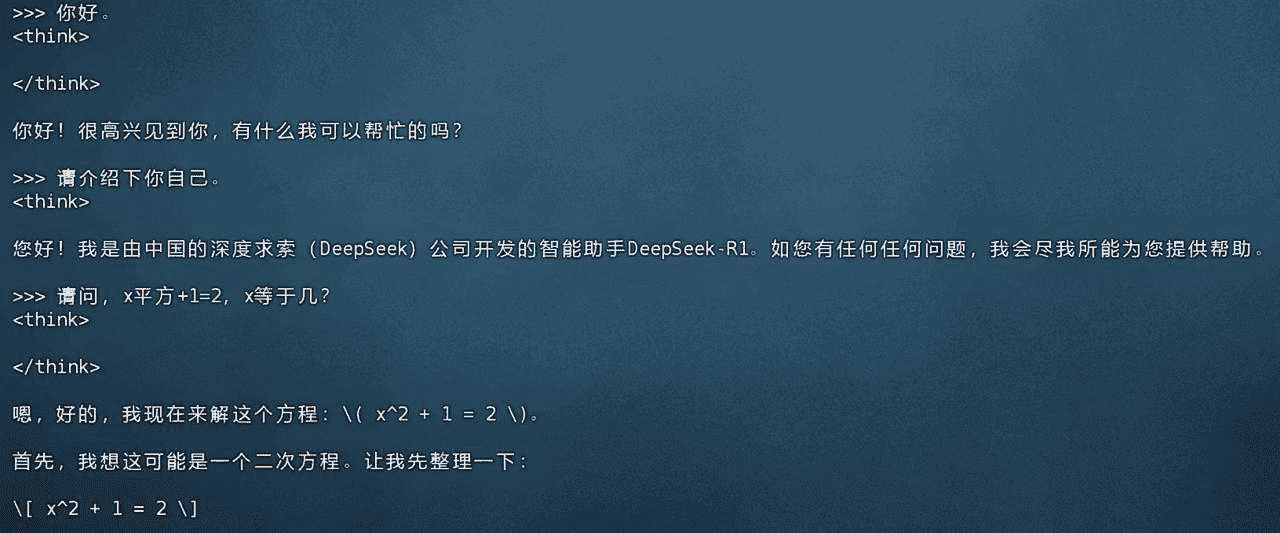 >>> 你好。
<think>
</think>
你好！很高兴见到你，有什么我可以帮忙的吗？
>>> 请介绍下你自己。
<think>
您好！我是由中国的深度求索（DeepSeek）公司开发的智能助手DeepSeek-R1。如您有任何任何问题，我会尽我所能为您提供帮助。
>>> 请问，x平方+1=2，x等于几？
<think>
</think>
嗯，好的，我现在来解这个方程：\( x^2 + 1 = 2 \)。
首先，我想这可能是一个二次方程。让我先整理一下：
\[ x^2 + 1 = 2 \]